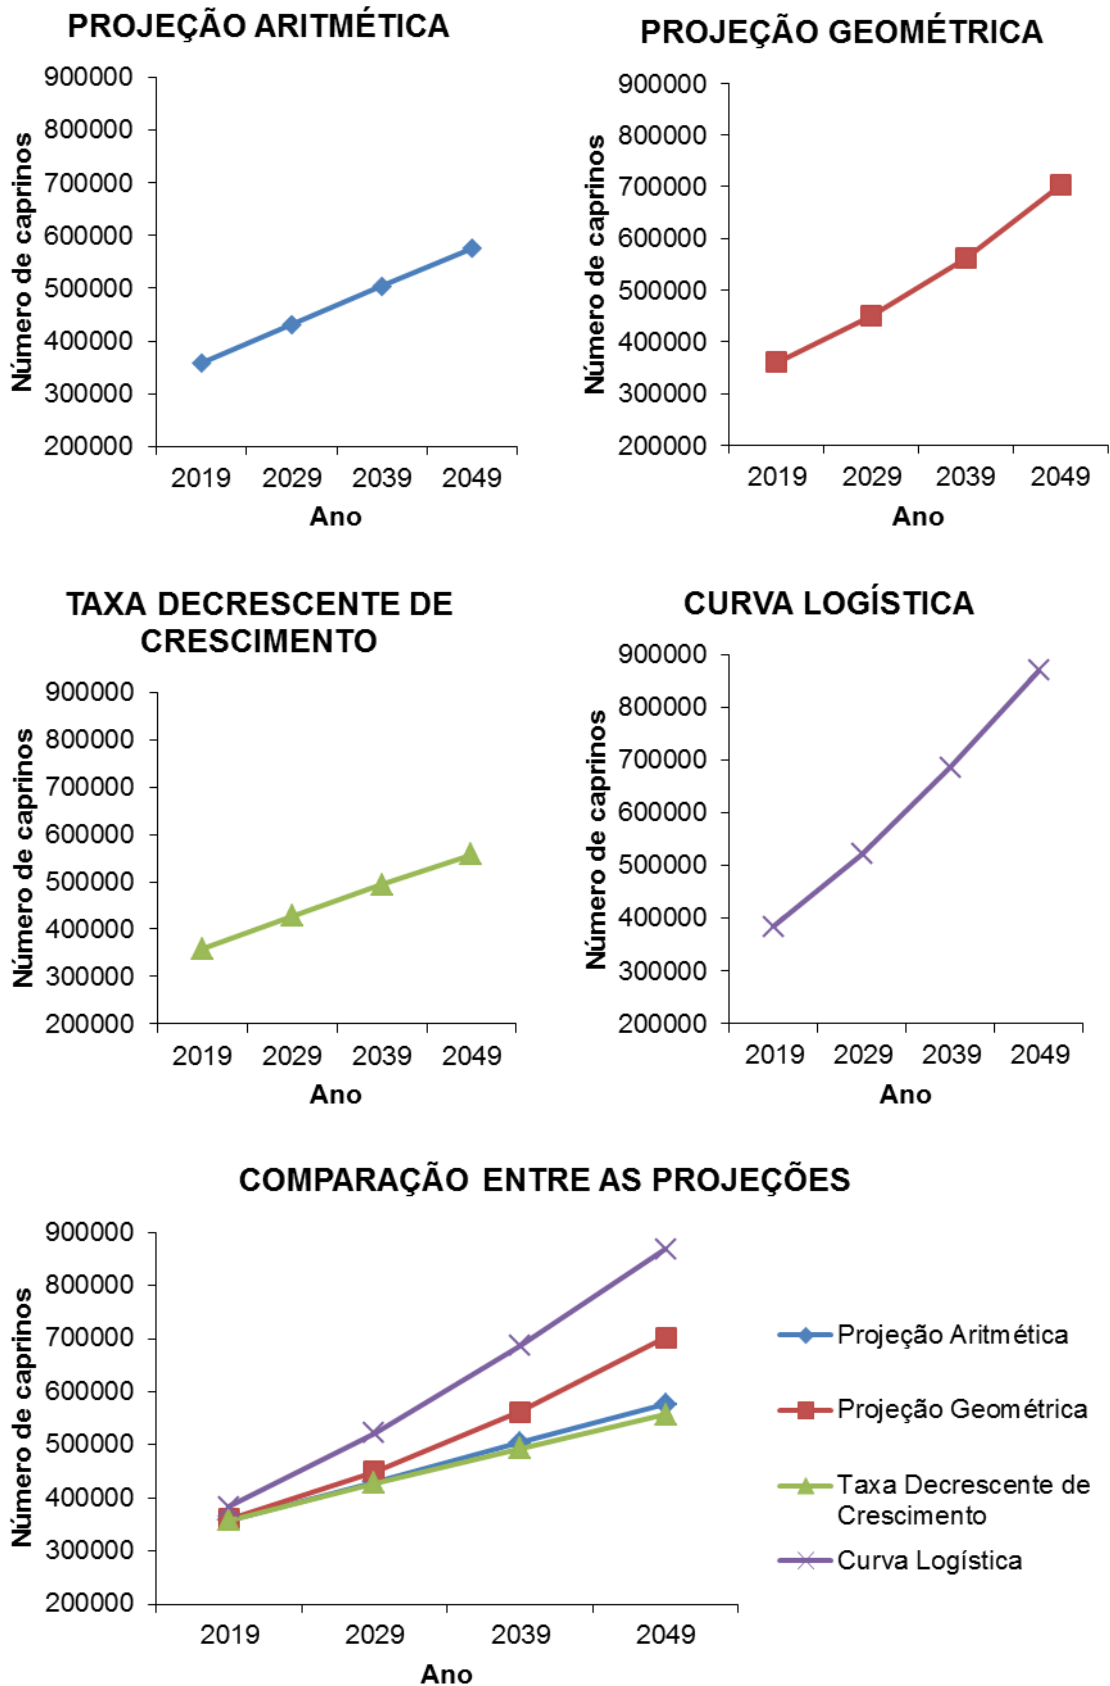 PROJEÇÃO ARITMÉTICA
900000
800000
700000
600000
500000
400000
300000
200000
Número de caprinos
2019 2029 2039 2049
Ano
PROJEÇÃO GEOMÉTRICA
900000
800000
700000
600000
500000
400000
300000
200000
Número de caprinos
2019 2029 2039 2049
Ano
TAXA DECRESCENTE DE
CRESCIMENTO
900000
800000
700000
600000
500000
400000
300000
200000
Número de caprinos
2019 2029 2039 2049
Ano
CURVA LOGÍSTICA
900000
800000
700000
600000
500000
400000
300000
200000
Número de caprinos
2019 2029 2039 2049
Ano
COMPARAÇÃO ENTRE AS PROJEÇÕES
900000
800000
700000
600000
500000
400000
300000
200000
Número de caprinos
2019 2029 2039 2049
Ano
Projeção Aritmética
Projeção Geométrica
Taxa Decrescente de
Crescimento
Curva Logística